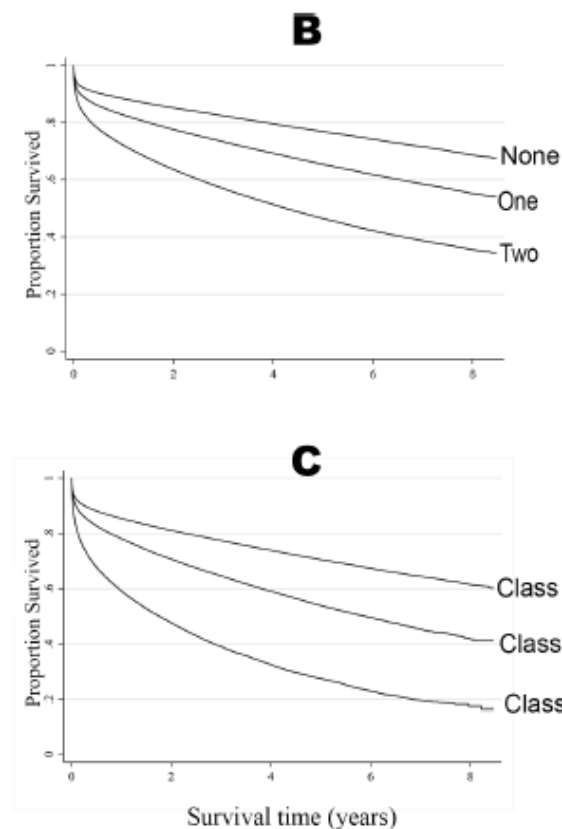 B
Proportion Survived
1
.8
.6
.4
.2
0
None
One
Two
0 2 4 6 8
C
Proportion Survived
1
.8
.6
.4
.2
0
Class
Class
Class
0 2 4 6 8
Survival time (years)